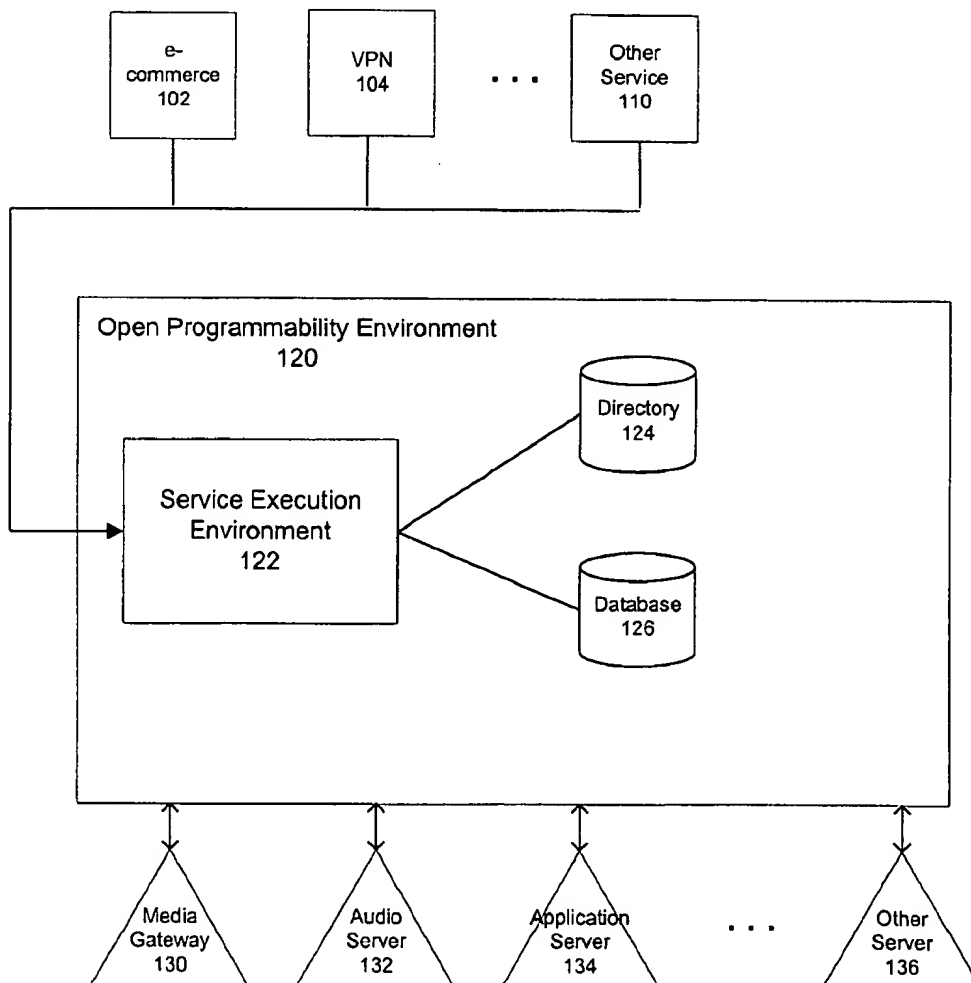 e-
commerce
102
VPN
104
. . .
Other
Service
110
Open Programmability Environment
120
Directory
124
Service Execution
Environment
122
Database
126
Media
Gateway
130
Audio
Server
132
Application
Server
134
. . .
Other
Server
136